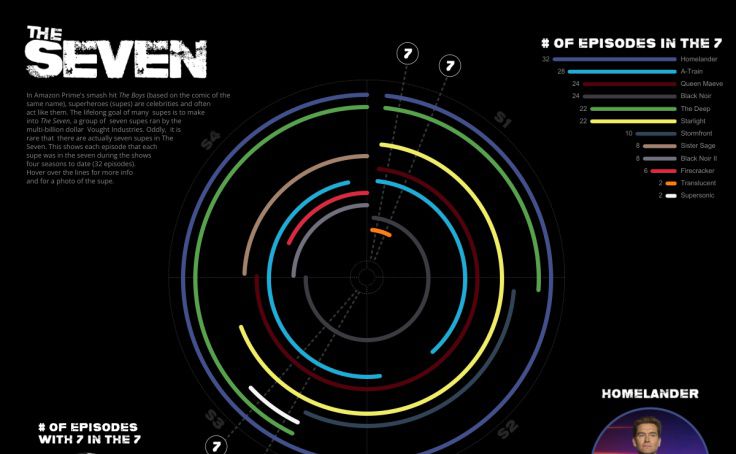 THE
SEVEN
In Amazon Prime's smash hit The Boys (based on the comic of the
same name), superheroes (supes) are celebrities and often
act like them. The lifelong goal of many supes is to make
into The Seven, a group of seven supes ran by the
multi-billion dollar Vought Industries. Oddly, it is
rare that there are actually seven supes in The
Seven. This shows each episode that each
supe was in the seven during the shows
four seasons to date (32 episodes).
Hover over the lines for more info
and for a photo of the supe.
7
7
# OF EPISODES IN THE 7
32 Homelander
28 A-Train
24 Queen Maeve
24 Black Noir
22 The Deep
22 Starlight
10 Stormfront
8 Sister Sage
8 Black Noir II
6 Firecracker
2 Translucent
2 Supersonic
S4
S1
S3
S2
7
# OF EPISODES
WITH 7 IN THE 7
HOMELANDER